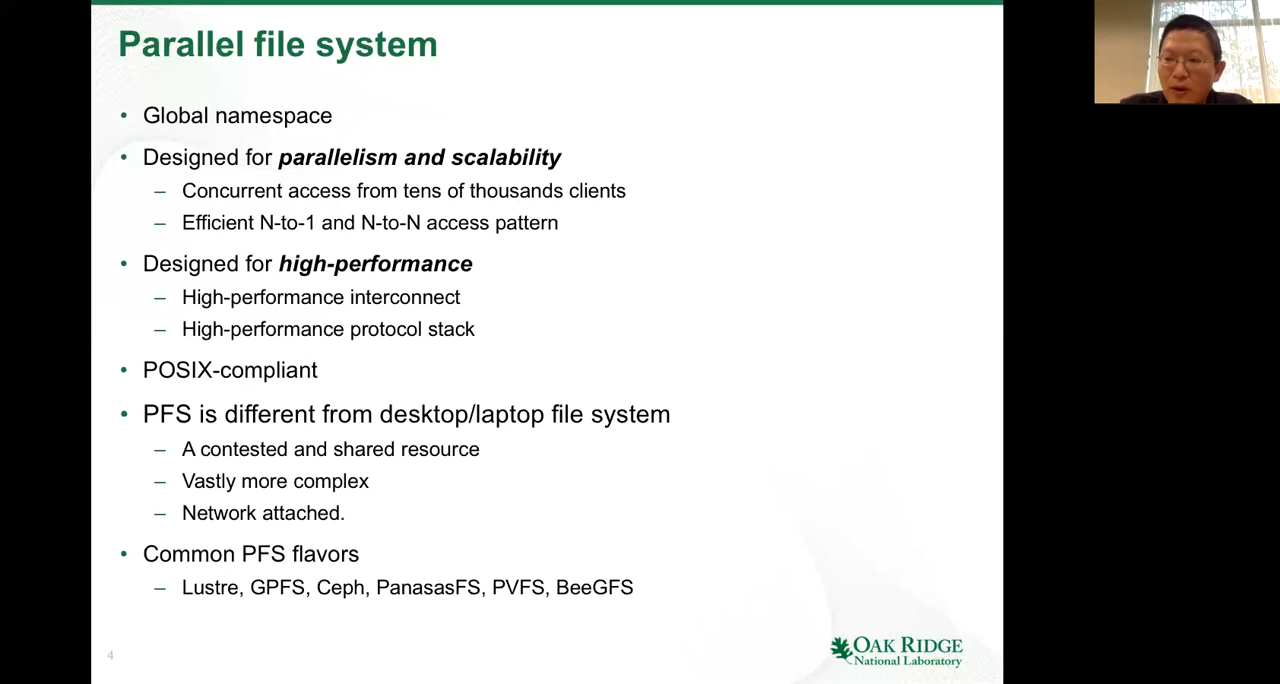 Parallel file system
• Global namespace
• Designed for parallelism and scalability
– Concurrent access from tens of thousands clients
– Efficient N-to-1 and N-to-N access pattern
• Designed for high-performance
– High-performance interconnect
– High-performance protocol stack
• POSIX-compliant
• PFS is different from desktop/laptop file system
– A contested and shared resource
– Vastly more complex
– Network attached.
• Common PFS flavors
– Lustre, GPFS, Ceph, PanasasFS, PVFS, BeeGFS
4
OAK RIDGE
National Laboratory